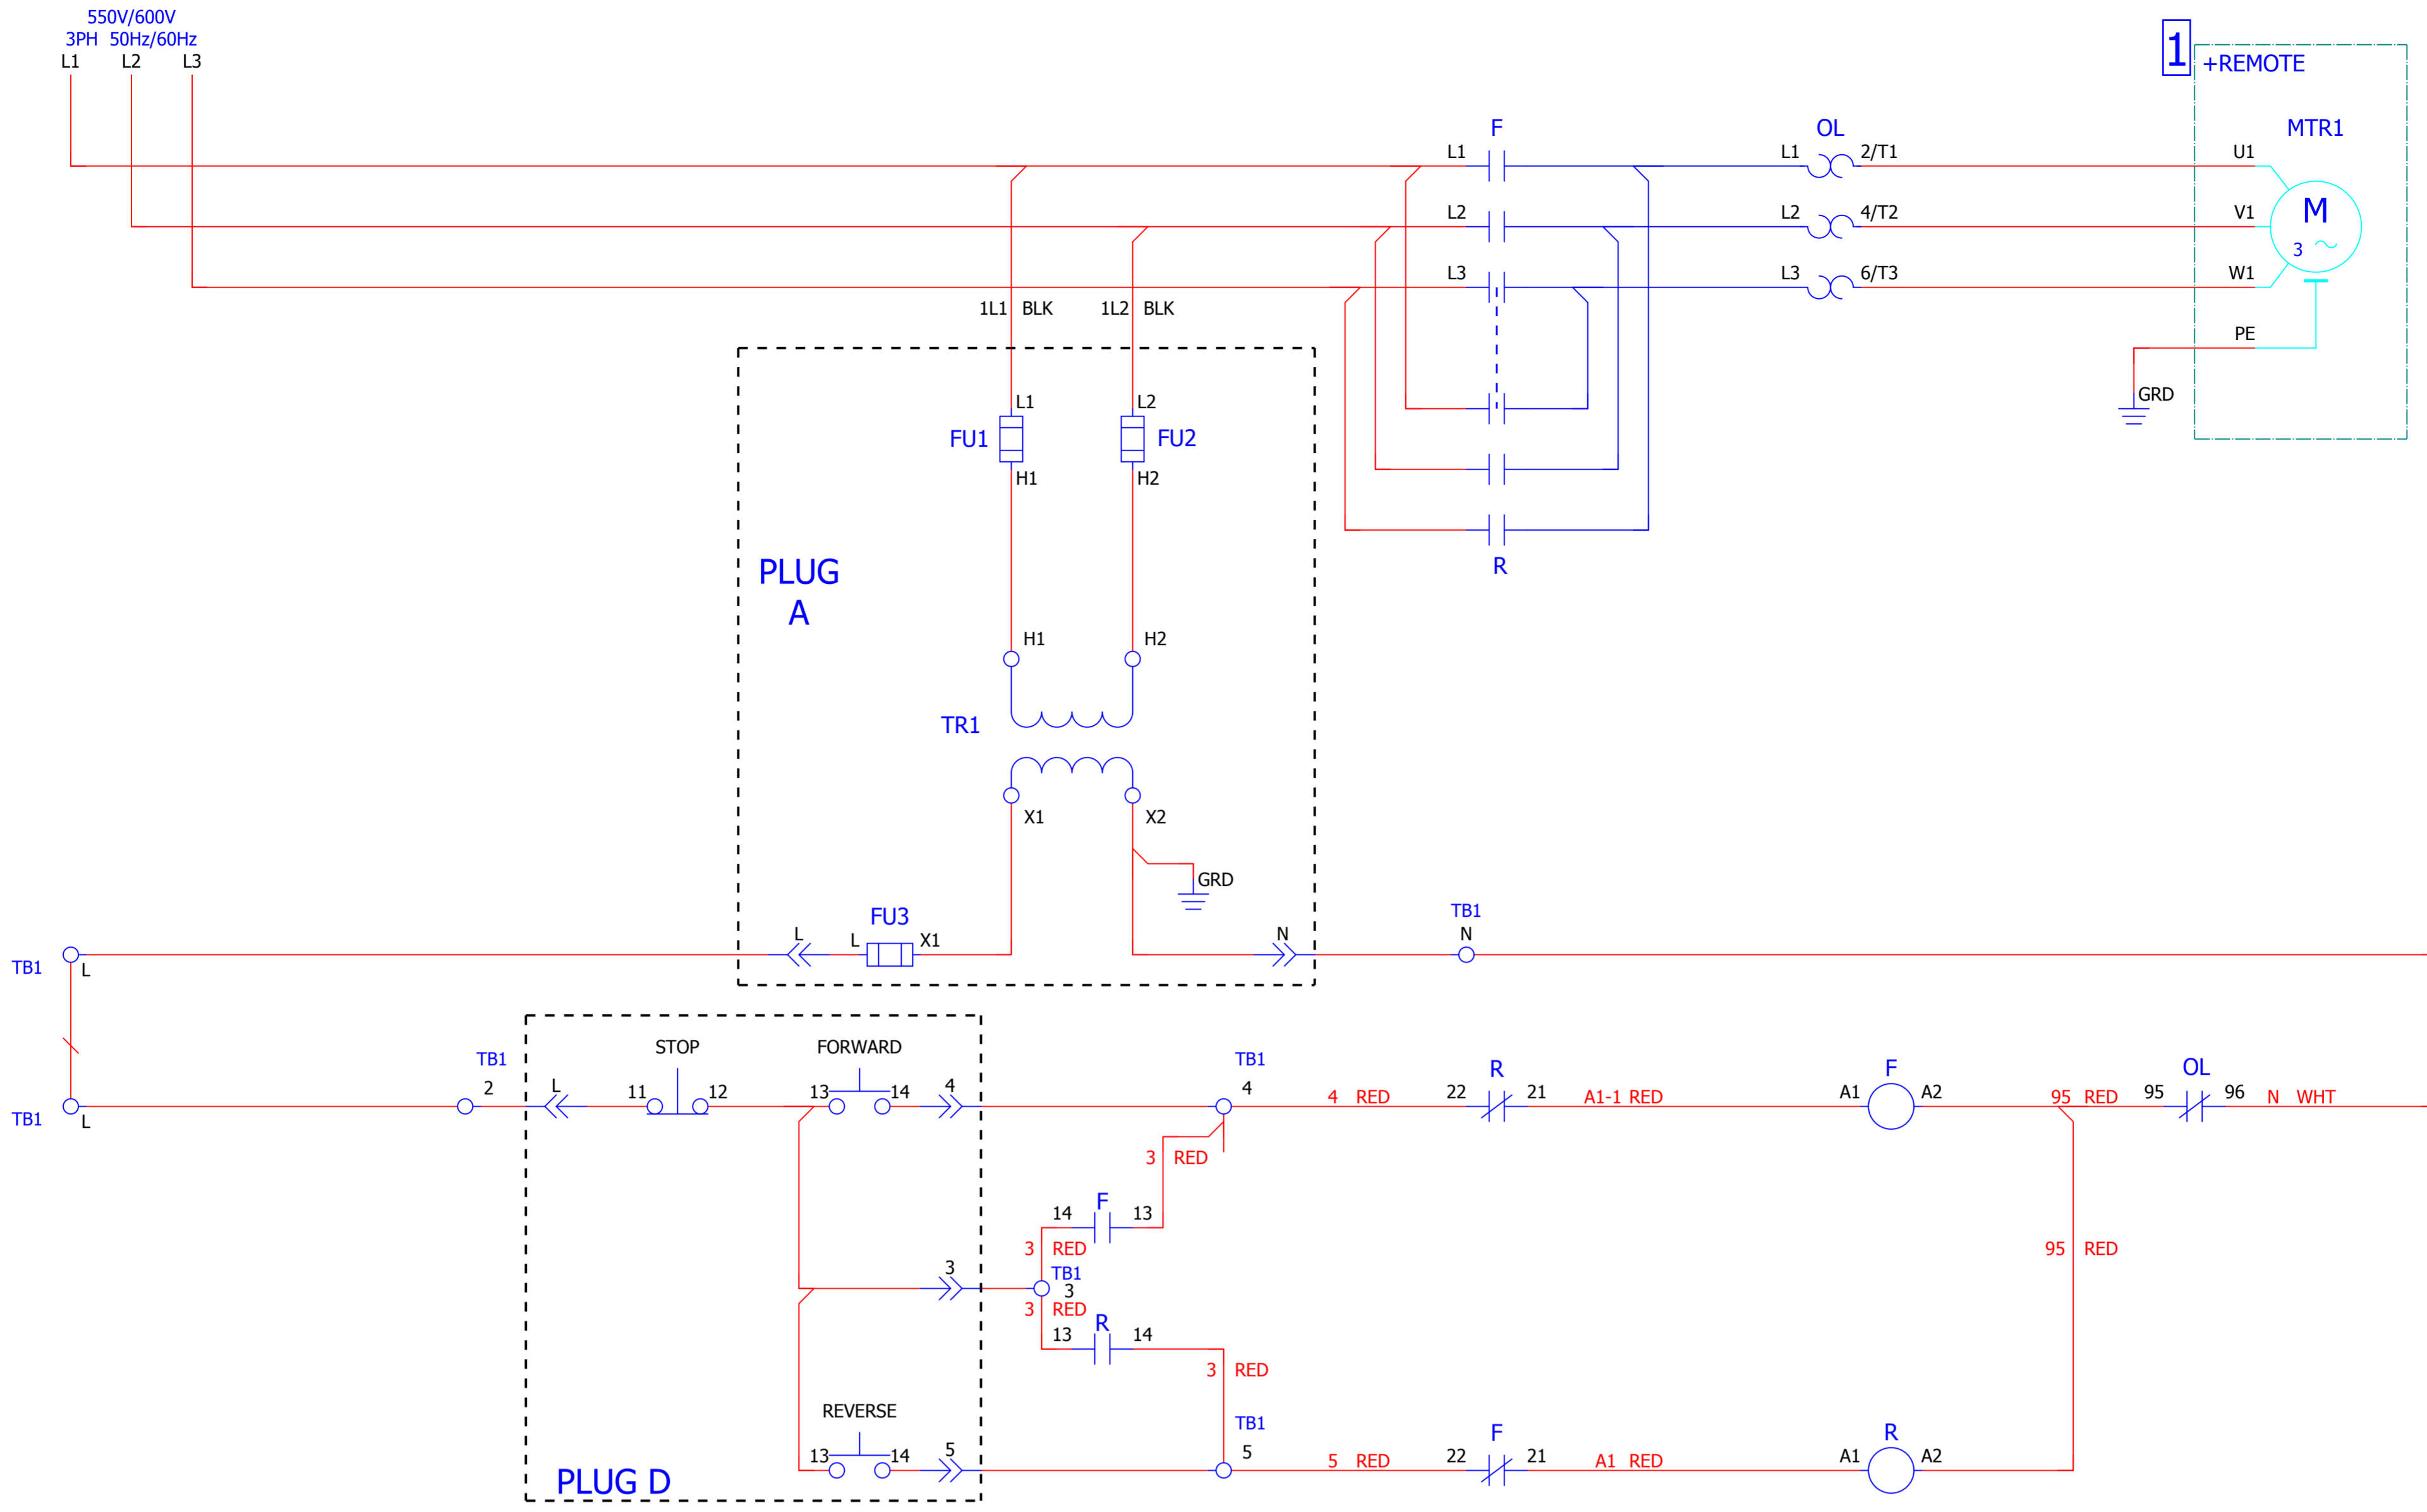 550V/600V
3PH 50Hz/60Hz
L1 L2 L3
1
+REMOTE
F OL MTR1
L1 L1 2/T1 U1
L2 L2 4/T2 V1 M
3
L3 L3 6/T3 W1
1L1 BLK 1L2 BLK
PE
GRD
L1 L2
FU1 FU2
H1 H2
R
PLUG
A
H1 H2
TR1
X1 X2
GRD
FU3 TB1
L L X1 N N
TB1 L
STOP FORWARD
TB1 TB1 R F OL
2 L 11 12 13 14 4 4 4 RED 22 21 A1-1 RED A1 A2 95 RED 95 96 N WHT
TB1 L
3 RED
F
14 13
3 RED 95 RED
3 TB1
3
3 RED
R
13 14
3 RED
REVERSE
TB1 F R
13 14 5 5 5 RED 22 21 A1 RED A1 A2
PLUG D